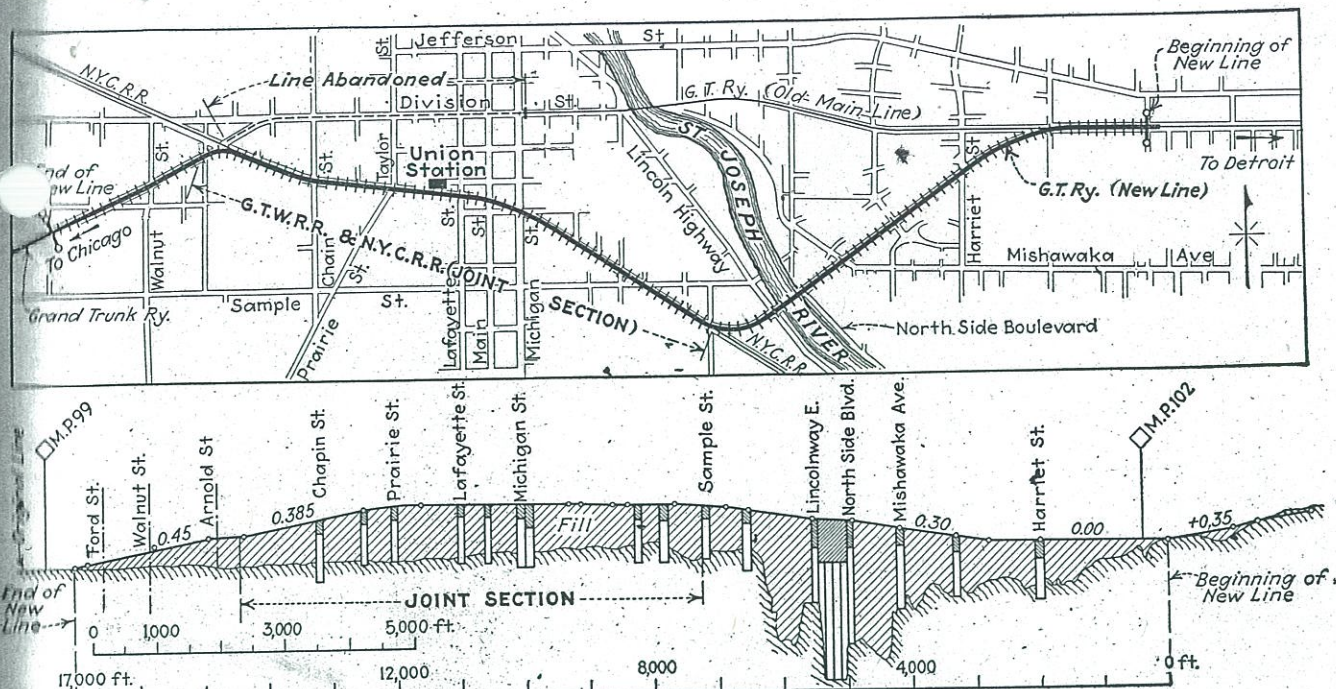 Jefferson
St
St.
N.Y.C.R.R.
Line Abandoned
Beginning of
New Line
G.T. Ry. (Old Main Line)
Division
St.
St.
St.
Taylor
Union
Station
ST. JOSEPH
RIVER
Lincoln Highway
To Detroit
End of
New Line
G.T. Ry. (New Line)
G.T.W.R.R. & N.Y.C.R.R. (JOINT
SECTION)
To Chicago
Walnut
Chain
St.
St.
St.
St.
Harriet
St
Mishawaka
Ave
Sample
St.
Grand Trunk Ry.
Prairie
Lafayette
Main
Michigan
N.Y.C.R.R.
North Side Boulevard
M.P.99
Ford St.
Walnut St.
Arnold St
Chapin St.
Prairie St.
Lafayette St.
Michigan St.
Sample St.
Lincolnway E.
North Side Blvd.
Mishawaka Ave.
Harriet St.
M.P.102
0.45
0.385
Fill
0.30
0.00
+0.35
End of
New
Line
JOINT SECTION
Beginning of
New Line
0
1,000
3,000
5,000 ft.
17,000 ft.
12,000
8,000
4,000
0 ft.